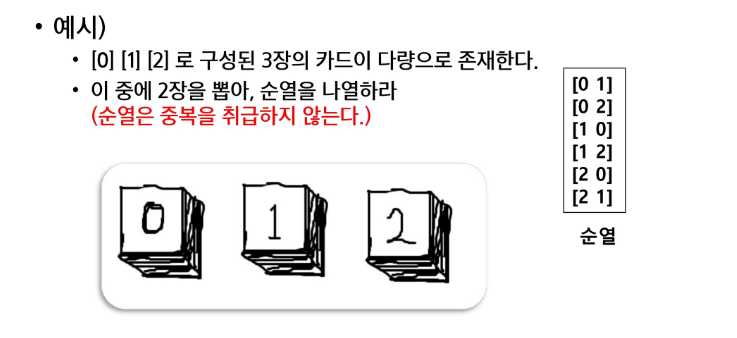 • 예시)
• [0] [1] [2] 로 구성된 3장의 카드이 다량으로 존재한다.
• 이 중에 2장을 뽑아, 순열을 나열하라
(순열은 중복을 취급하지 않는다.)
[0 1]
[0 2]
[1 0]
[1 2]
[2 0]
[2 1]
순열
0 1 2